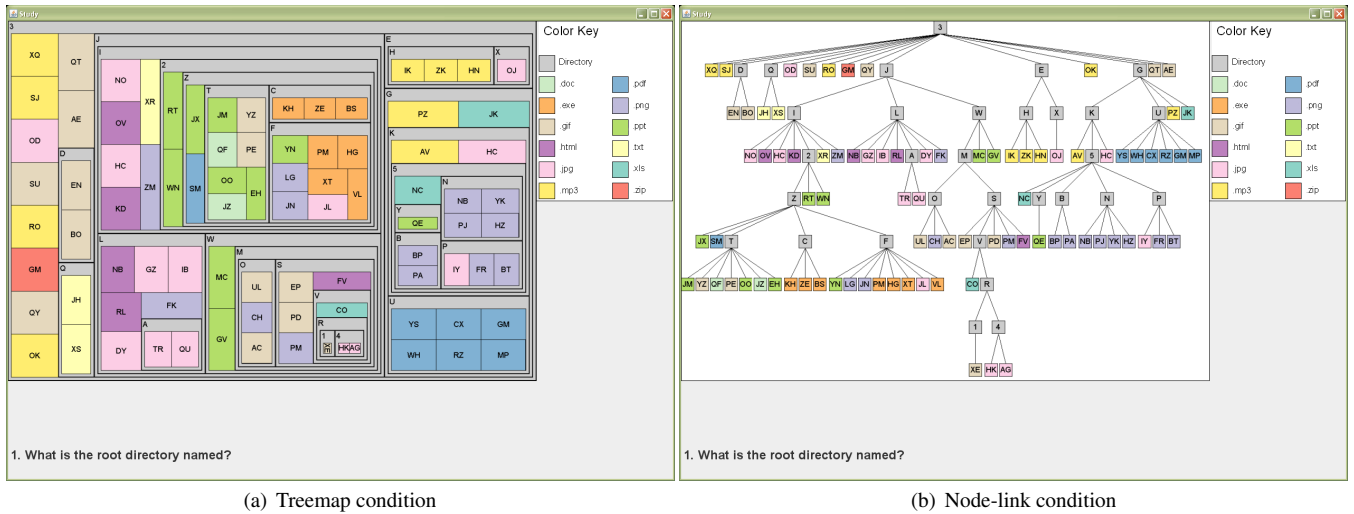 Study
3
XQ
SJ
OD
SU
RO
GM
QY
OK
QT
AE
D
EN
BO
Q
JH
XS
J
I
NO
OV
HC
KD
XR
ZM
2
RT
WN
Z
JX
SM
T
JM
YZ
QF
PE
OO
JZ
EH
C
KH ZE BS
F
YN
LG
JN
PM
HG
XT
JL
VL
L
NB GZ IB
RL
FK
DY
A
TR QU
W
MC
GV
M
O
UL
CH
AC
S
EP
PD
PM
FV
V
CO
R
1
XE
4
HK AG
E
H
IK ZK HN
X
OJ
G
PZ JK
K
AV HC
5
NC
Y
QE
B
BP
PA
N
NB YK
PJ HZ
P
IY FR BT
U
YS CX GM
WH RZ MP
Color Key
Directory
.doc .pdf
.exe .png
.gif .ppt
.html .txt
.jpg .xls
.mp3 .zip
1. What is the root directory named?
(a) Treemap condition
Study
3
XQ SJ D Q OD SU RO GM QY J E OK G QT AE
EN BO JH XS I L W H X K U PZ JK
NO OV HC KD 2 XR ZM NB GZ IB RL A DY FK M MC GV IK ZK HN OJ AV 5 HC YS WH CX RZ GM MP
Z RT WN TR QU O S NC Y B N P
JX SM T C F UL CH AC EP V PD PM FV QE BP PA NB PJ YK HZ IY FR BT
JM YZ QF PE OO JZ EH KH ZE BS YN LG JN PM HG XT JL VL CO R
1 4
XE HK AG
Color Key
Directory
.doc .pdf
.exe .png
.gif .ppt
.html .txt
.jpg .xls
.mp3 .zip
1. What is the root directory named?
(b) Node-link condition